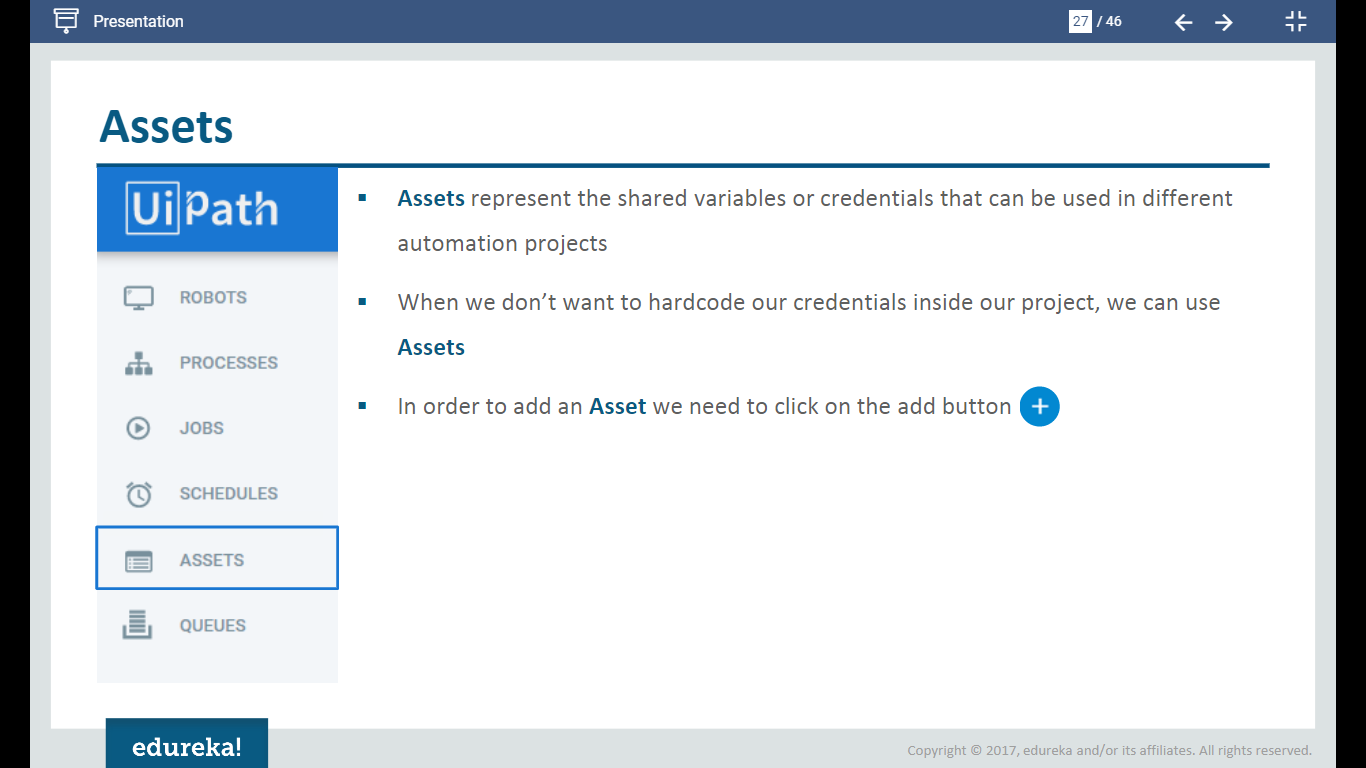 Presentation
27 / 46
Assets
UiPath
ROBOTS
PROCESSES
JOBS
SCHEDULES
ASSETS
QUEUES
▪ Assets represent the shared variables or credentials that can be used in different
automation projects
▪ When we don’t want to hardcode our credentials inside our project, we can use
Assets
▪ In order to add an Asset we need to click on the add button +
edureka!
Copyright © 2017, edureka and/or its affiliates. All rights reserved.